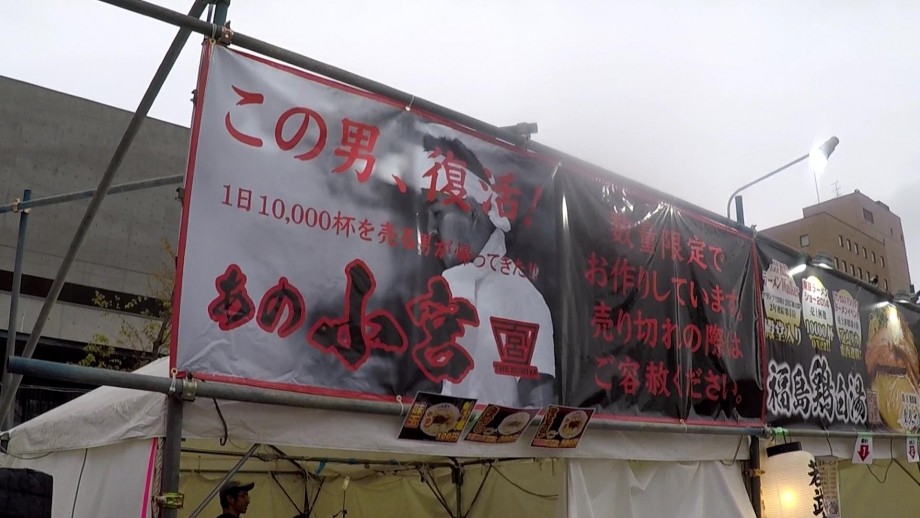 この男、復活!
1日10,000杯を売る男が帰ってきた!!
あの小宮
宮
数量限定で
お作りしています。
売り切れの際は
ご容赦ください。
福島鶏白湯